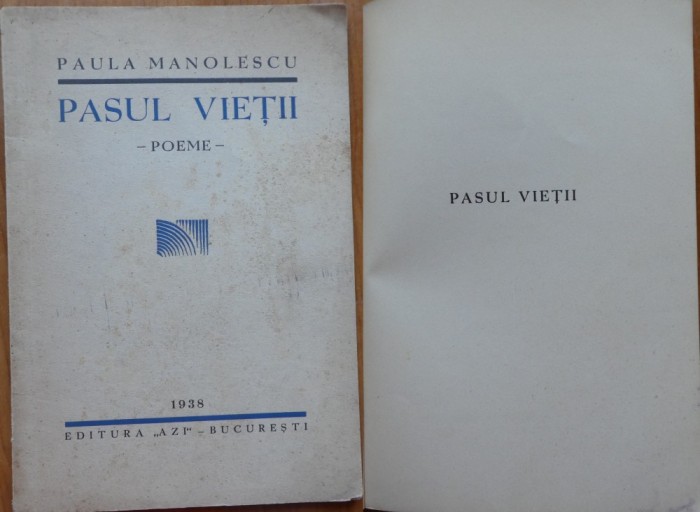 PAULA MANOLESCU
PASUL VIEȚII
– POEME –
1938
EDITURA „AZI“ – BUCUREȘTI
PASUL VIEȚII